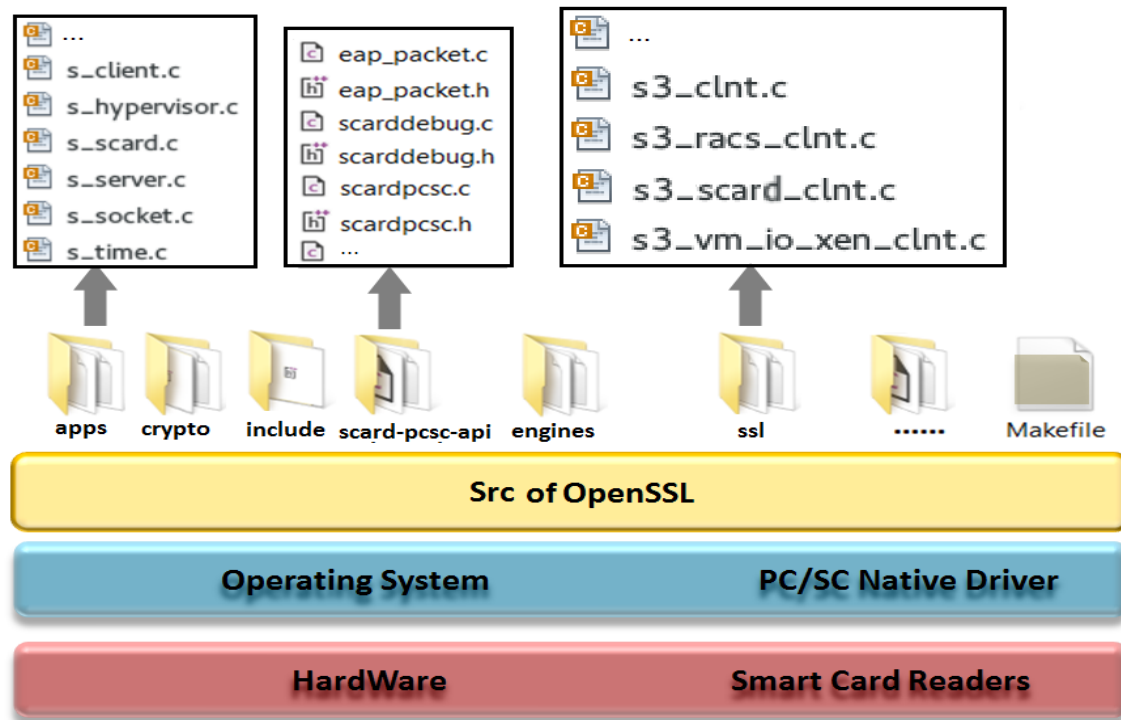 ...
s_client.c
s_hypervisor.c
s_scard.c
s_server.c
s_socket.c
s_time.c
eap_packet.c
eap_packet.h
scarddebug.c
scarddebug.h
scardpcsc.c
scardpcsc.h
...
...
s3_clnt.c
s3_racs_clnt.c
s3_scard_clnt.c
s3_vm_io_xen_clnt.c
apps
crypto
include
scard-pcsc-api
engines
ssl
......
Makefile
Src of OpenSSL
Operating System
PC/SC Native Driver
HardWare
Smart Card Readers